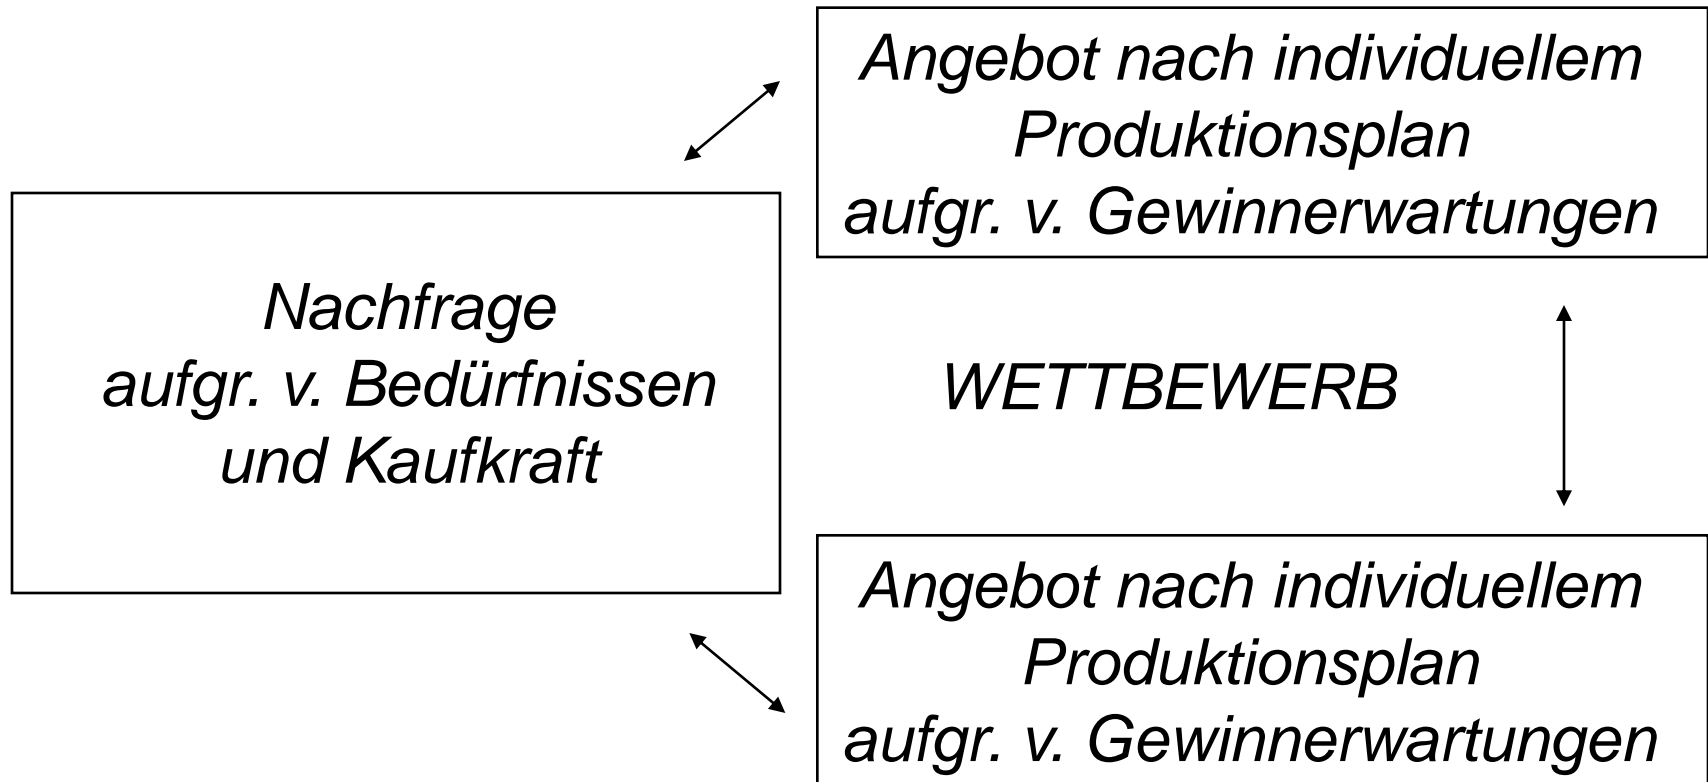 Angebot nach individuellem
Produktionsplan
aufgr. v. Gewinnerwartungen
Nachfrage
aufgr. v. Bedürfnissen
und Kaufkraft
WETTBEWERB
Angebot nach individuellem
Produktionsplan
aufgr. v. Gewinnerwartungen